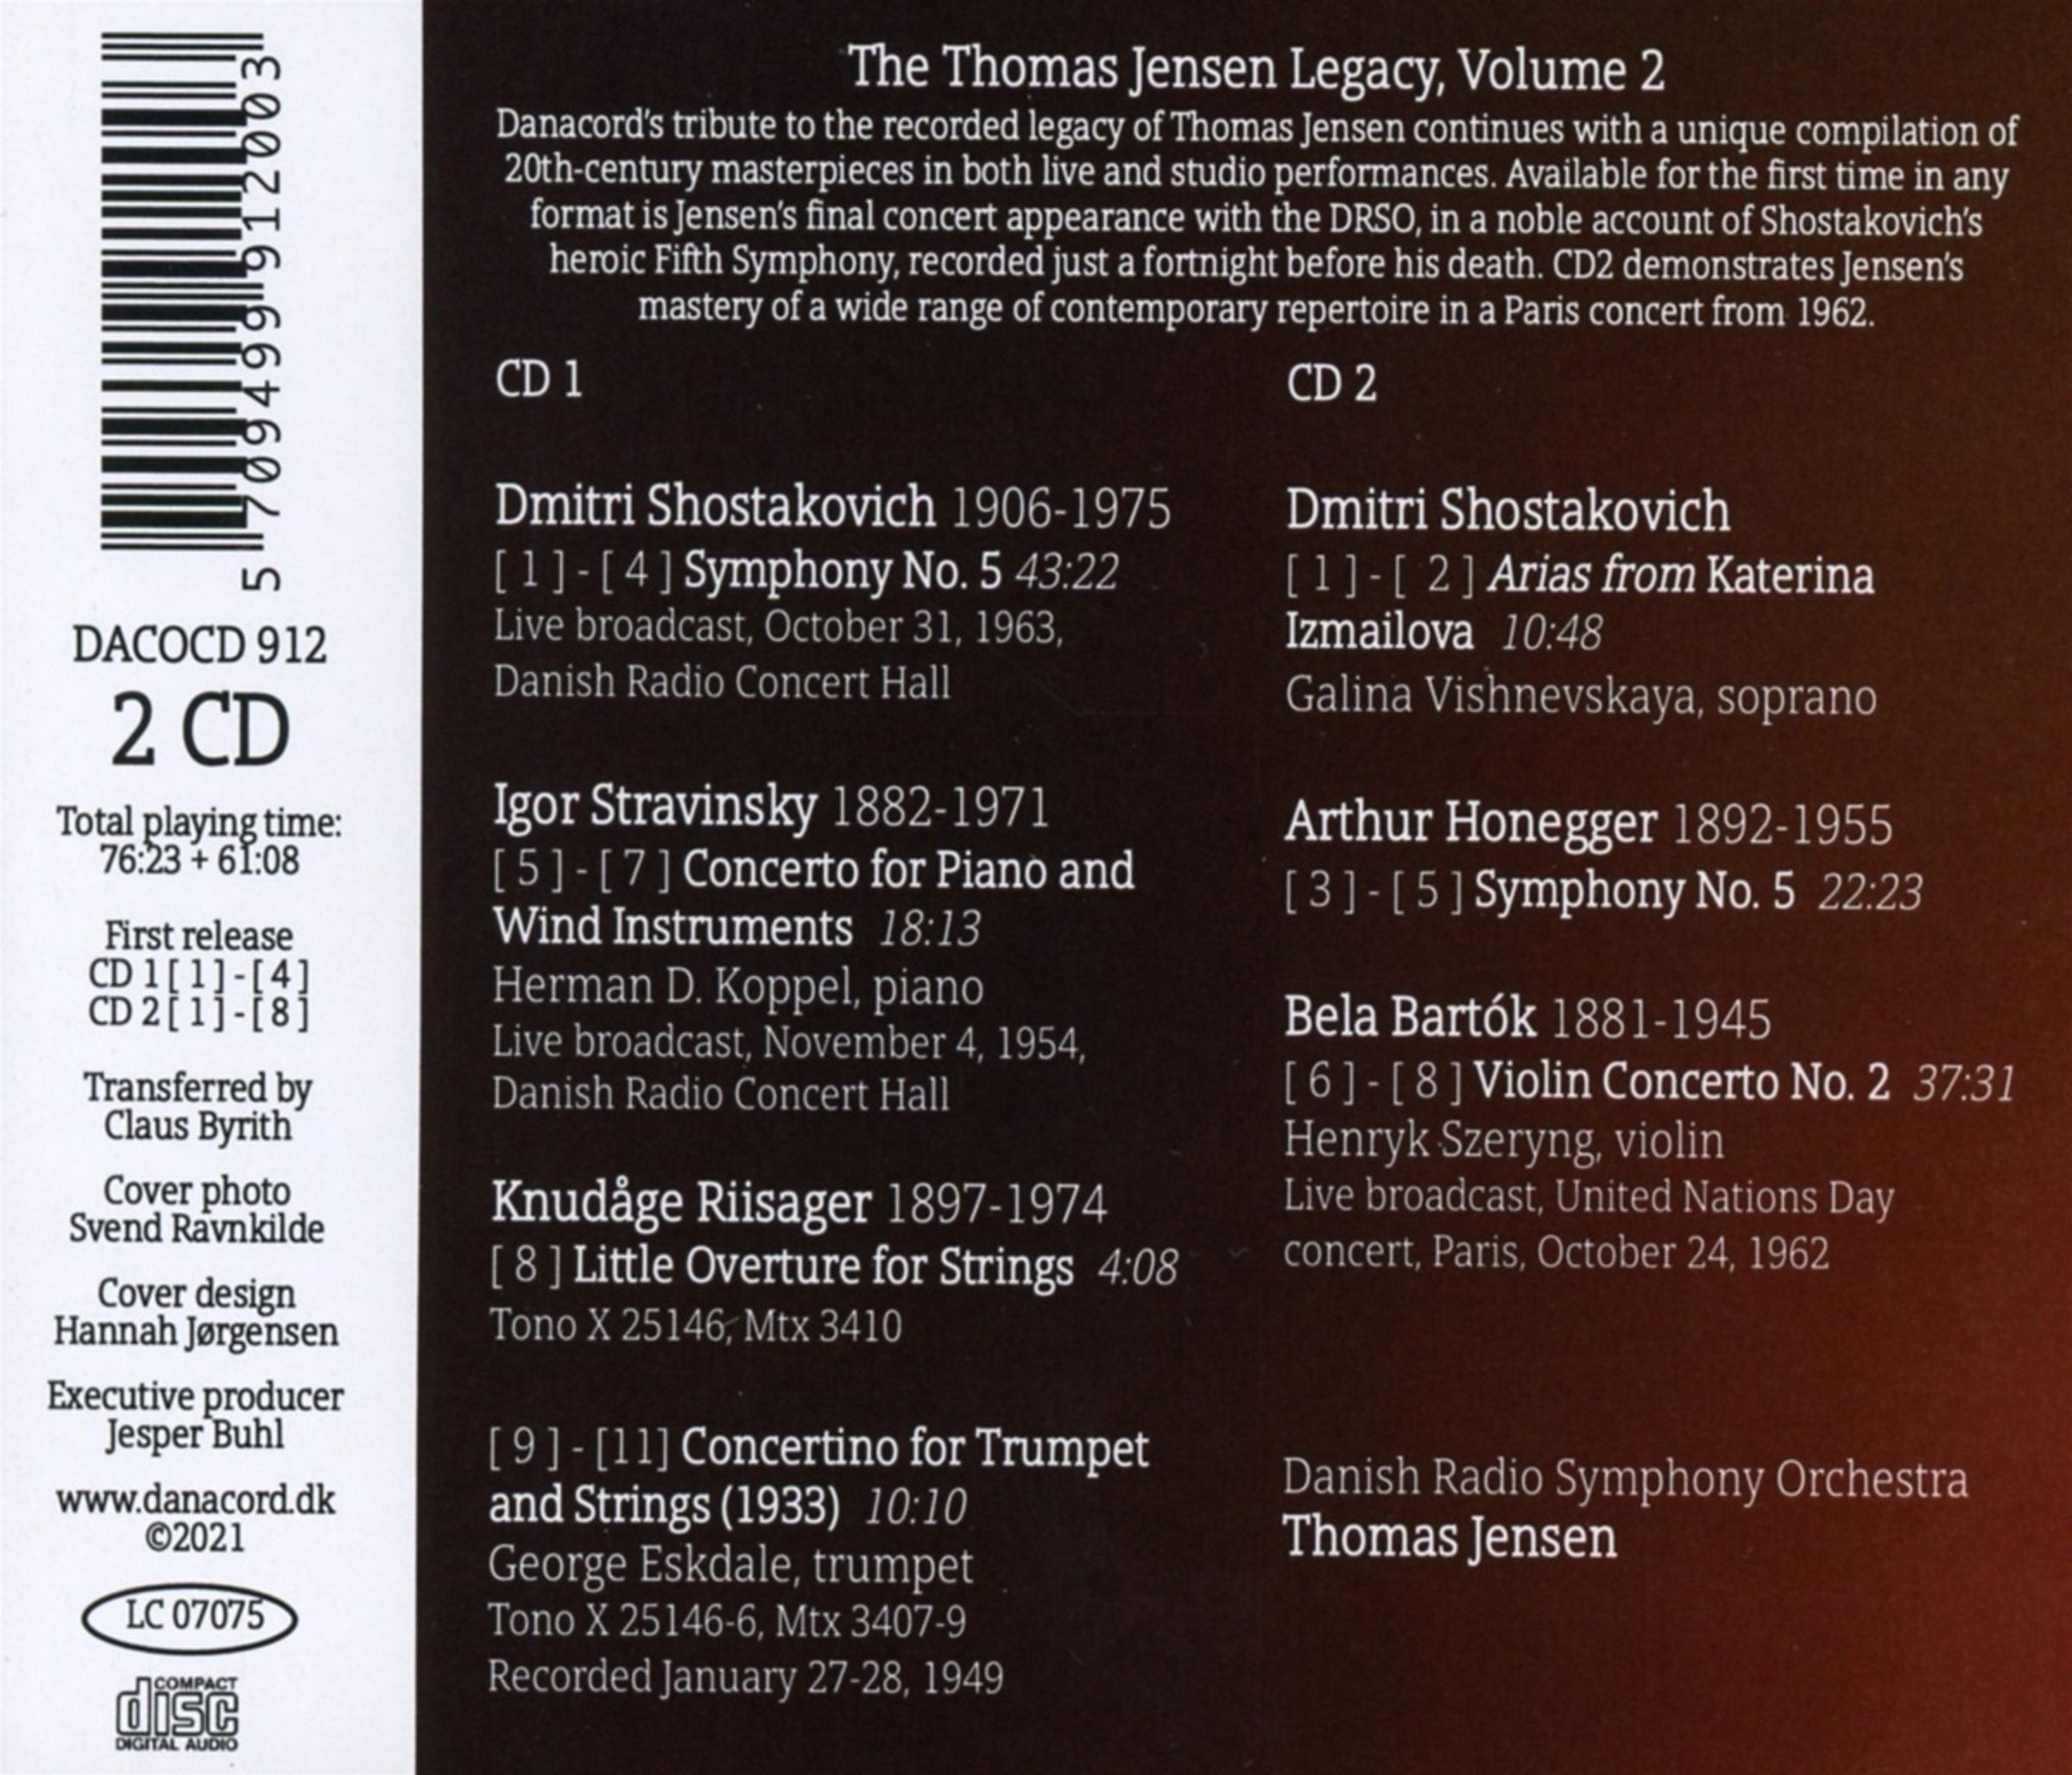 5 709499 912003
DACOCD 912
2 CD
Total playing time:
76:23 + 61:08
First release
CD 1 [ 1 ] - [ 4 ]
CD 2 [ 1 ] - [ 8 ]
Transferred by
Claus Byrith
Cover photo
Svend Ravnkilde
Cover design
Hannah Jørgensen
Executive producer
Jesper Buhl
www.danacord.dk
©2021
LC 07075
COMPACT
disc
DIGITAL AUDIO
The Thomas Jensen Legacy, Volume 2
Danacord's tribute to the recorded legacy of Thomas Jensen continues with a unique compilation of
20th-century masterpieces in both live and studio performances. Available for the first time in any
format is Jensen's final concert appearance with the DRSO, in a noble account of Shostakovich's
heroic Fifth Symphony, recorded just a fortnight before his death. CD2 demonstrates Jensen's
mastery of a wide range of contemporary repertoire in a Paris concert from 1962.
CD 1
Dmitri Shostakovich 1906-1975
[ 1 ] - [ 4 ] Symphony No. 5 43:22
Live broadcast, October 31, 1963,
Danish Radio Concert Hall
Igor Stravinsky 1882-1971
[ 5 ] - [ 7 ] Concerto for Piano and
Wind Instruments 18:13
Herman D. Koppel, piano
Live broadcast, November 4, 1954,
Danish Radio Concert Hall
Knudåge Riisager 1897-1974
[ 8 ] Little Overture for Strings 4:08
Tono X 25146, Mtx 3410
[ 9 ] - [11] Concertino for Trumpet
and Strings (1933) 10:10
George Eskdale, trumpet
Tono X 25146-6, Mtx 3407-9
Recorded January 27-28, 1949
CD 2
Dmitri Shostakovich
[ 1 ] - [ 2 ] Arias from Katerina
Izmailova 10:48
Galina Vishnevskaya, soprano
Arthur Honegger 1892-1955
[ 3 ] - [ 5 ] Symphony No. 5 22:23
Bela Bartók 1881-1945
[ 6 ] - [ 8 ] Violin Concerto No. 2 37:31
Henryk Szeryng, violin
Live broadcast, United Nations Day
concert, Paris, October 24, 1962
Danish Radio Symphony Orchestra
Thomas Jensen